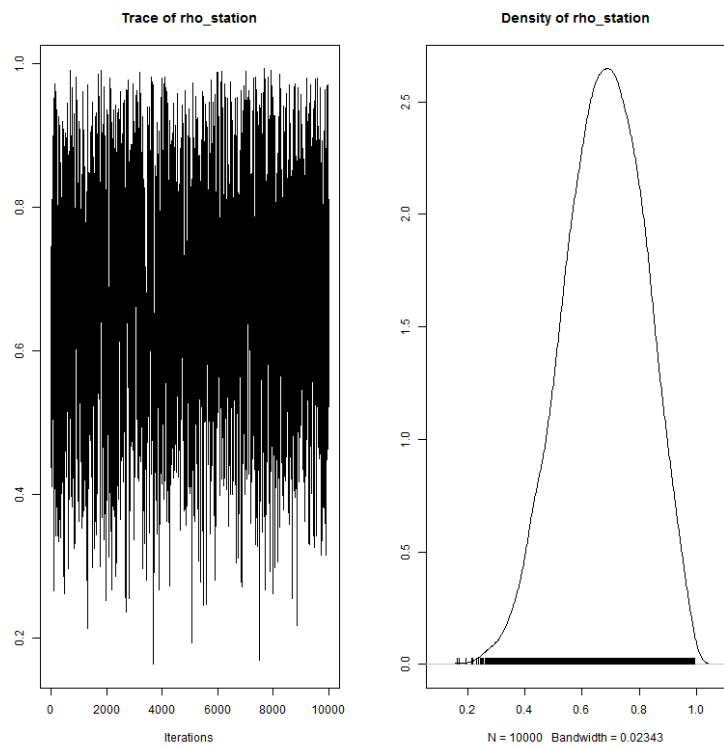 Trace of rho_station
1.0
0.8
0.6
0.4
0.2
0 2000 4000 6000 8000 10000
Iterations
Density of rho_station
2.5
2.0
1.5
1.0
0.5
0.0
0.2 0.4 0.6 0.8 1.0
N = 10000 Bandwidth = 0.02343